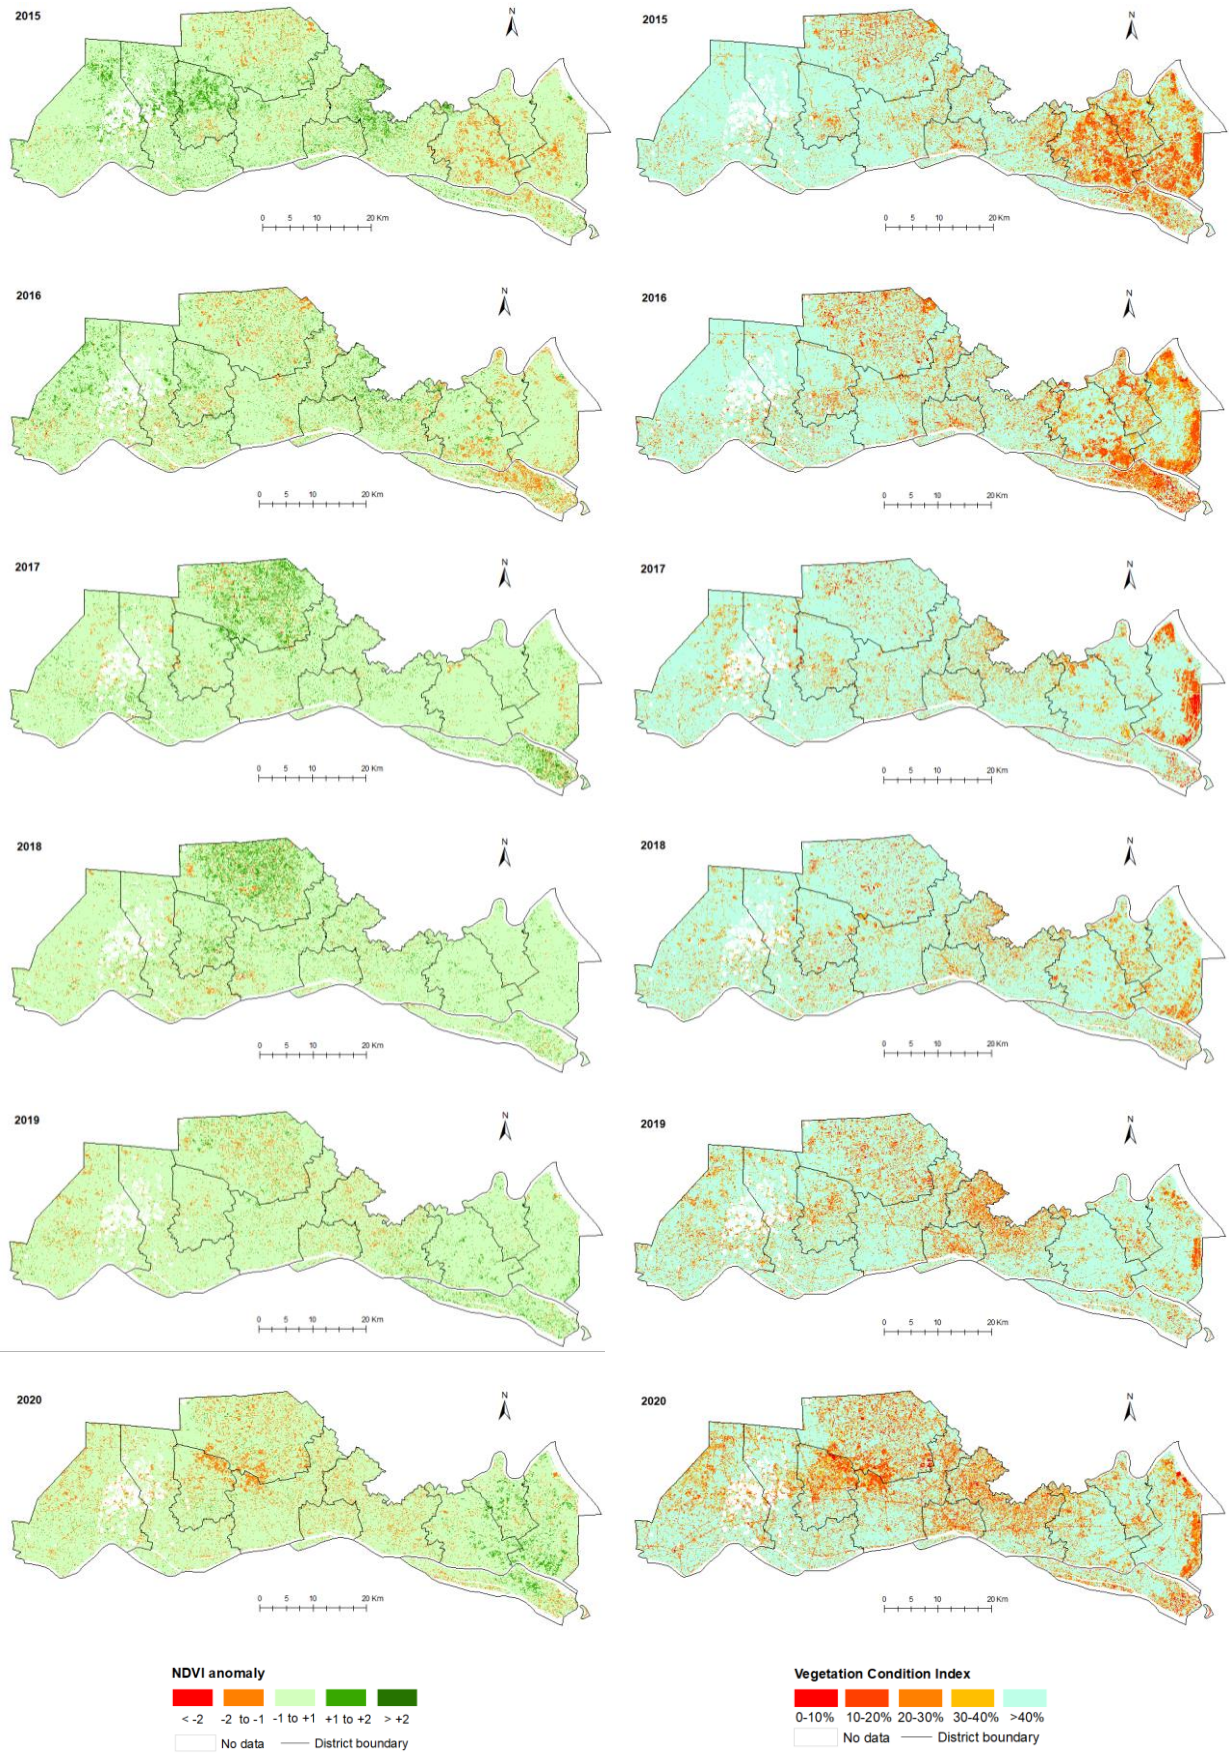 2015
N
0 5 10 20 Km
2015
N
0 5 10 20 Km
2016
N
0 5 10 20 Km
2016
N
0 5 10 20 Km
2017
N
0 5 10 20 Km
2017
N
0 5 10 20 Km
2018
N
0 5 10 20 Km
2018
N
0 5 10 20 Km
2019
N
0 5 10 20 Km
2019
N
0 5 10 20 Km
2020
N
0 5 10 20 Km
2020
N
0 5 10 20 Km
NDVI anomaly
< -2 -2 to -1 -1 to +1 +1 to +2 > +2
No data District boundary
Vegetation Condition Index
0-10% 10-20% 20-30% 30-40% >40%
No data District boundary